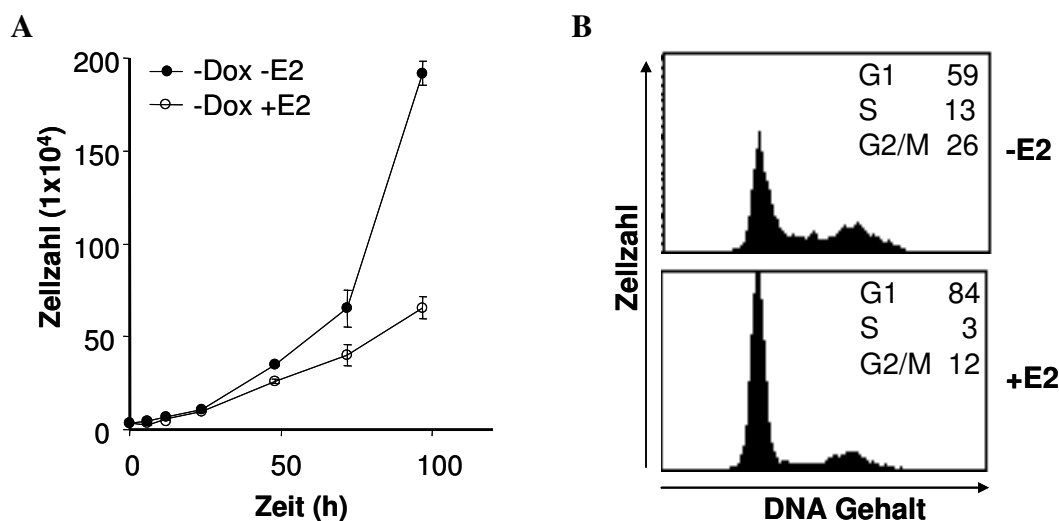 A
200
150
100
50
0
Zellzahl (1x10⁴)
-Dox -E2
-Dox +E2
0 50 100
Zeit (h)
B
G1 59
S 13
G2/M 26
-E2
G1 84
S 3
G2/M 12
+E2
Zellzahl
DNA Gehalt